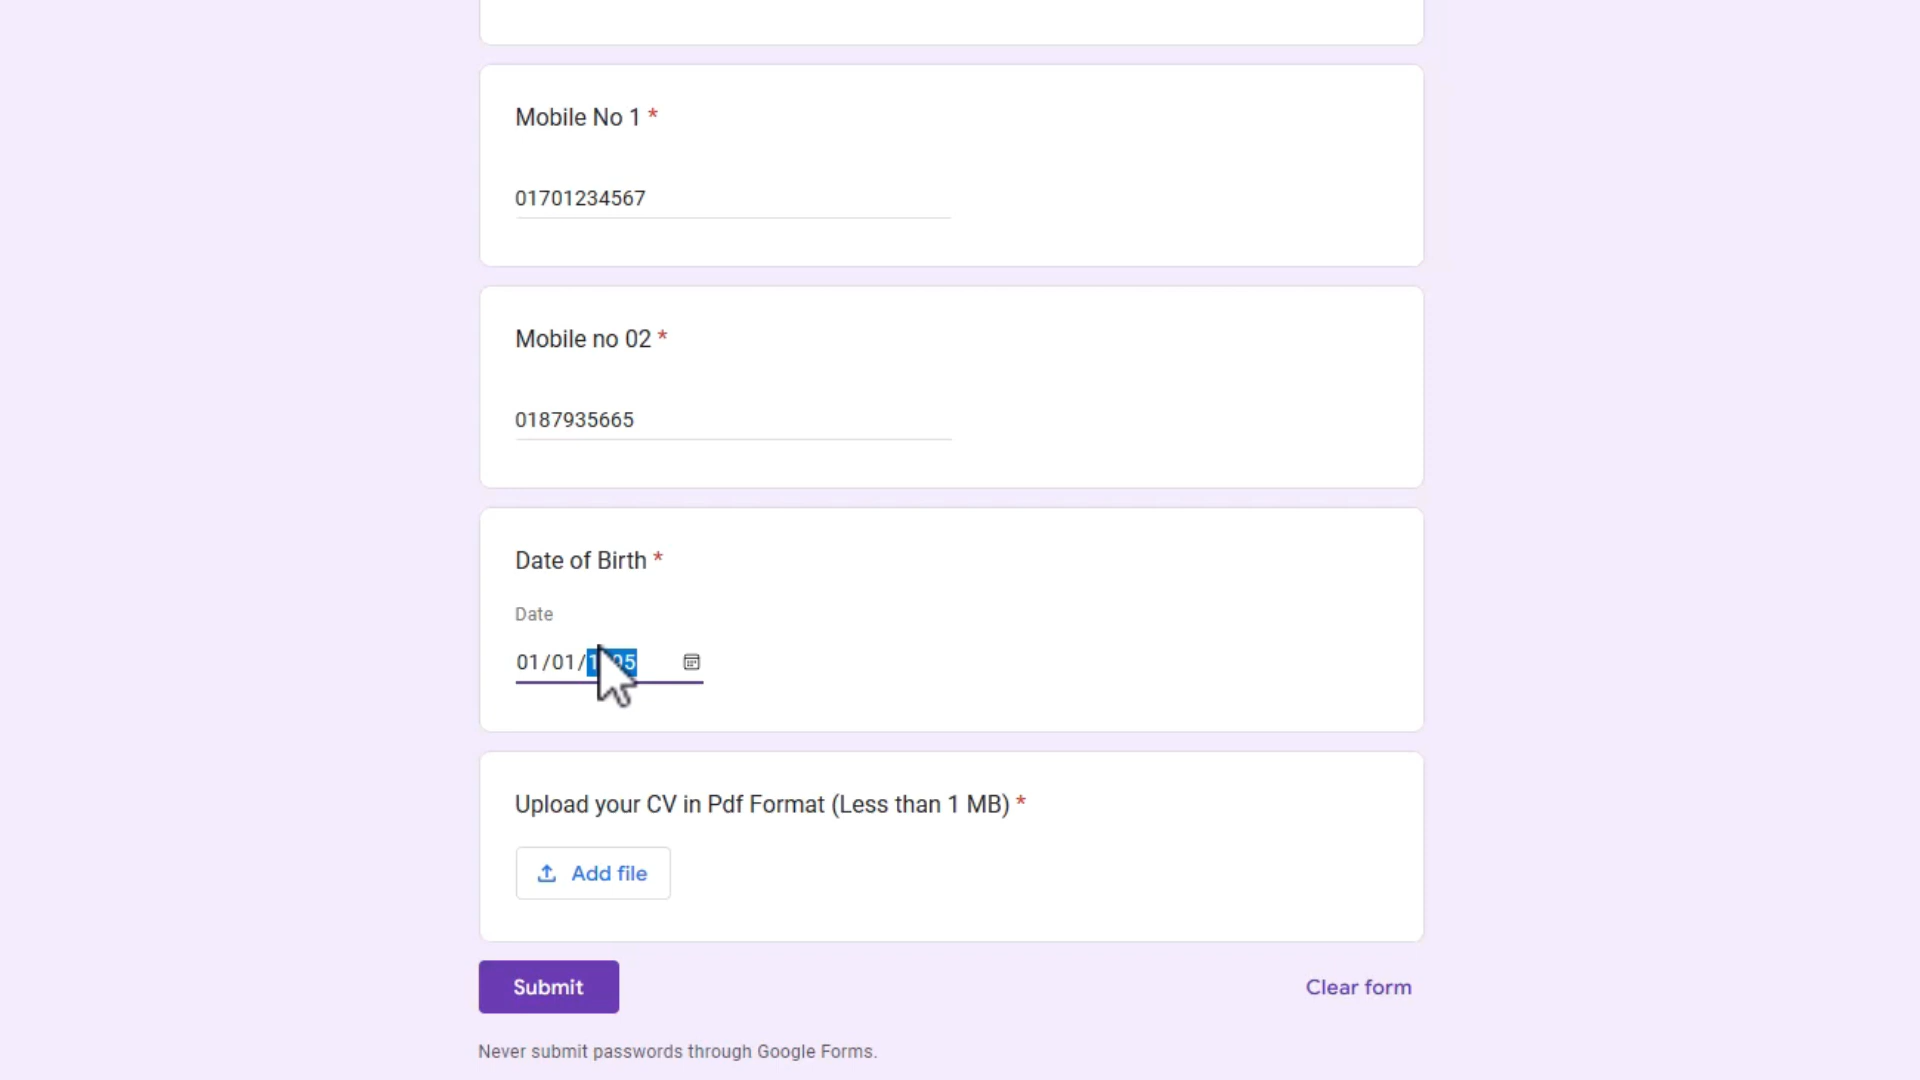 Mobile No 1 *
01701234567
Mobile no 02 *
0187935665
Date of Birth *
Date
01/01/
Upload your CV in Pdf Format (Less than 1 MB) *
Add file
Submit
Clear form
Never submit passwords through Google Forms.